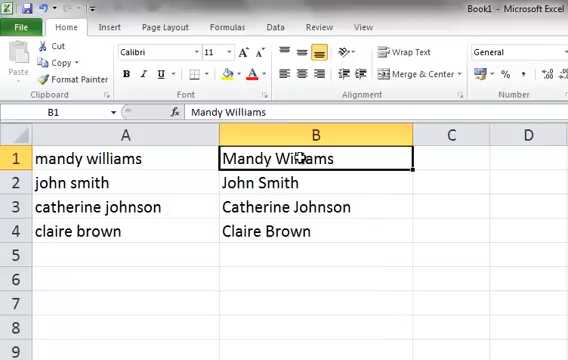 Book1 - Microsoft Excel
File Home Insert Page Layout Formulas Data Review View
Cut
Copy
Format Painter
Paste
Calibri 11 A A
B I U A
Wrap Text
Merge & Center
General
% ,
Clipboard Font Alignment Number
B1 fx Mandy Williams
A B C D
1 mandy williams Mandy Williams
2 john smith John Smith
3 catherine johnson Catherine Johnson
4 claire brown Claire Brown
5
6
7
8
9